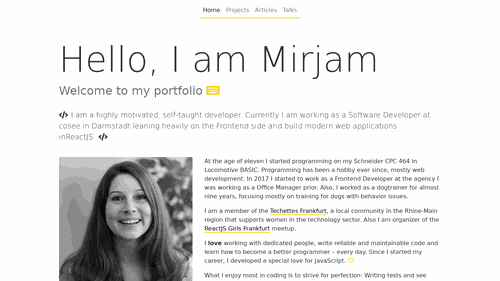 Home Projects Articles Talks
Hello, I am Mirjam
Welcome to my portfolio
I am a highly motivated, self-taught developer. Currently I am working as a Software Developer at
cosee in Darmstadt leaning heavily on the Frontend side and build modern web applications
inReactJS.
At the age of eleven I started programming on my Schneider CPC 464 in
Locomotive BASIC. Programming has been a hobby ever since, mostly web
development. In 2017 I started to work as a Frontend Developer at the agency I
was working as a Office Manager prior. Also, I worked as a dogtrainer for almost
nine years, focusing mostly on training for dogs with behavior issues.
I am a member of the Techettes Frankfurt, a local community in the Rhine-Main
region that supports women in the technology sector. Also I am organizer of the
ReactJS Girls Frankfurt meetup.
I love working with dedicated people, write reliable and maintainable code and
learn how to become a better programmer – every day. Since I started my
career, I developed a special love for JavaScript.
What I enjoy most in coding is to strive for perfection: Writing tests and see